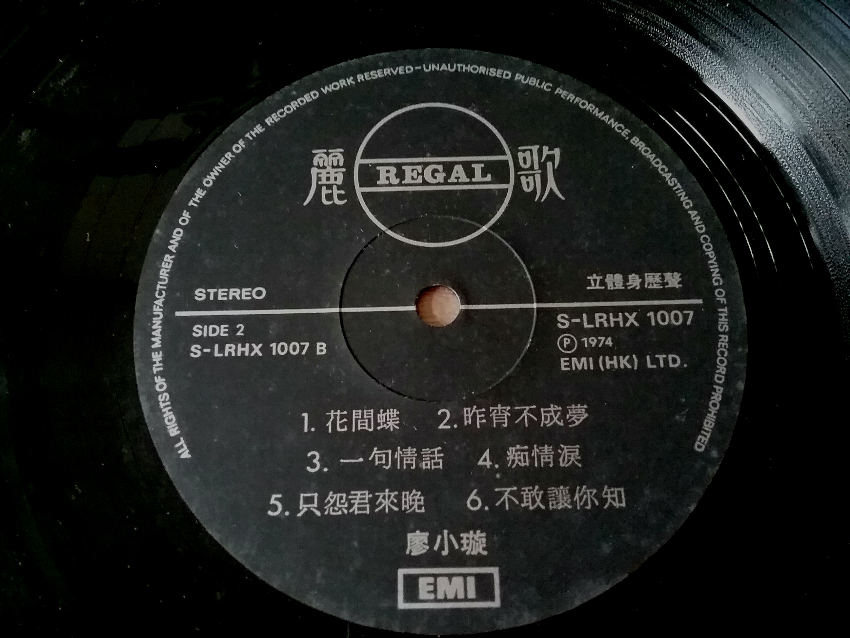 ALL RIGHTS OF THE MANUFACTURER AND OF THE OWNER OF THE RECORDED WORK RESERVED-UNAUTHORISED PUBLIC PERFORMANCE, BROADCASTING AND COPYING OF THIS RECORD PROHIBITED
麗 REGAL 歌
STEREO 立體身歷聲
SIDE 2 S-LRHX 1007
S-LRHX 1007 B Ⓟ 1974
EMI (HK) LTD.
1. 花間蝶 2. 昨宵不成夢
3. 一句情話 4. 痴情淚
5. 只怨君來晚 6. 不敢讓你知
廖小璇
EMI